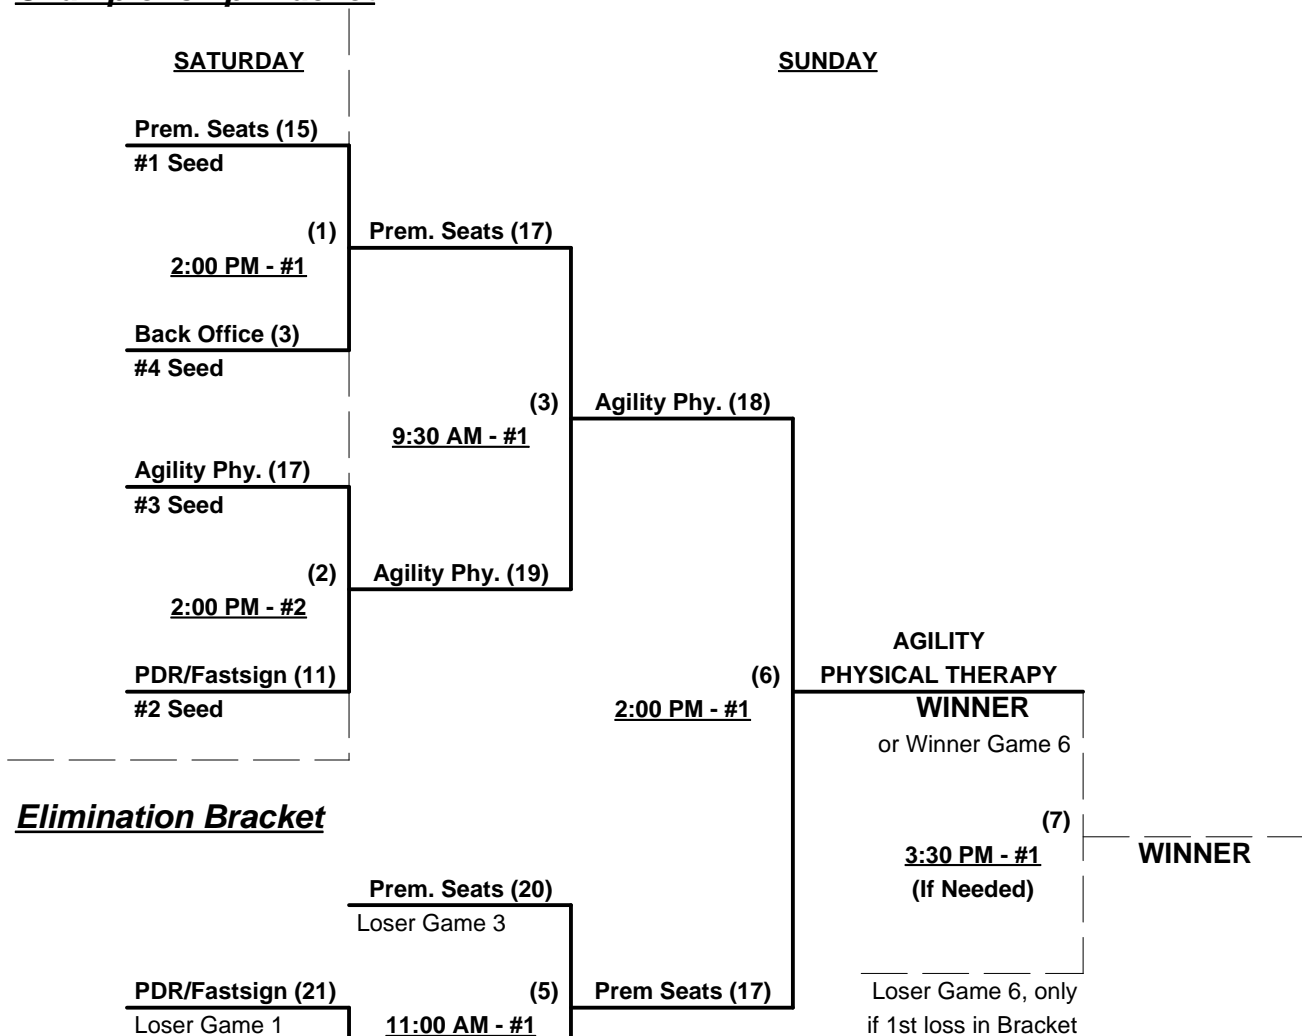 SATURDAY
SUNDAY
Prem. Seats (15)
#1 Seed
(1)
Prem. Seats (17)
2:00 PM - #1
Back Office (3)
#4 Seed
(3)
Agility Phy. (18)
9:30 AM - #1
Agility Phy. (17)
#3 Seed
(2)
Agility Phy. (19)
2:00 PM - #2
AGILITY
PDR/Fastsign (11)
(6)
PHYSICAL THERAPY
#2 Seed
2:00 PM - #1
WINNER
or Winner Game 6
Elimination Bracket
(7)
3:30 PM - #1
WINNER
Prem. Seats (20)
(If Needed)
Loser Game 3
PDR/Fastsign (21)
(5)
Prem Seats (17)
Loser Game 6, only
Loser Game 1
11:00 AM - #1
if 1st loss in Bracket